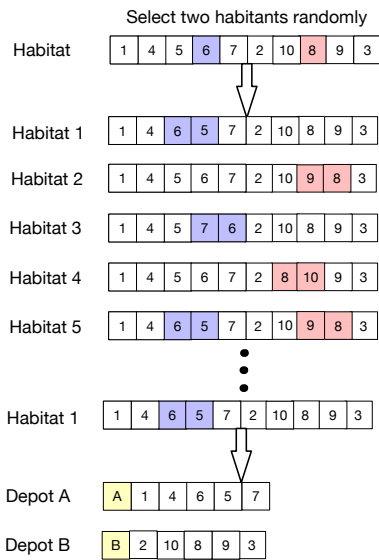 Select two habitants randomly
Habitat 1 4 5 6 7 2 10 8 9 3
Habitat 1 1 4 6 5 7 2 10 8 9 3
Habitat 2 1 4 5 6 7 2 10 9 8 3
Habitat 3 1 4 5 7 6 2 10 8 9 3
Habitat 4 1 4 5 6 7 2 8 10 9 3
Habitat 5 1 4 6 5 7 2 10 9 8 3
Habitat 1 1 4 6 5 7 2 10 8 9 3
Depot A A 1 4 6 5 7
Depot B B 2 10 8 9 3